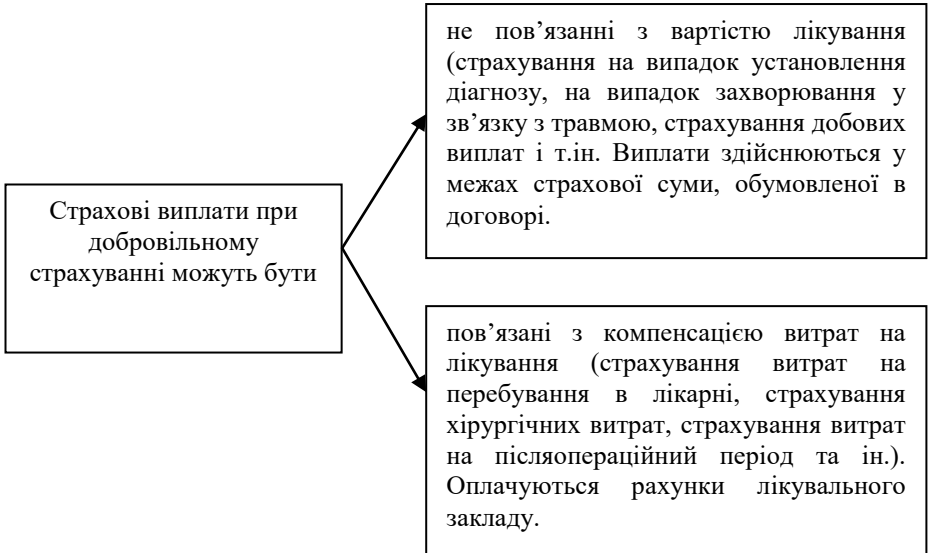 Страхові виплати при
добровільному
страхуванні можуть бути
не пов’язанні з вартістю лікування
(страхування на випадок установлення
діагнозу, на випадок захворювання у
зв’язку з травмою, страхування добових
виплат і т.ін. Виплати здійснюються у
межах страхової суми, обумовленої в
договорі.
пов’язані з компенсацією витрат на
лікування (страхування витрат на
перебування в лікарні, страхування
хірургічних витрат, страхування витрат
на післяопераційний період та ін.).
Оплачуються рахунки лікувального
закладу.